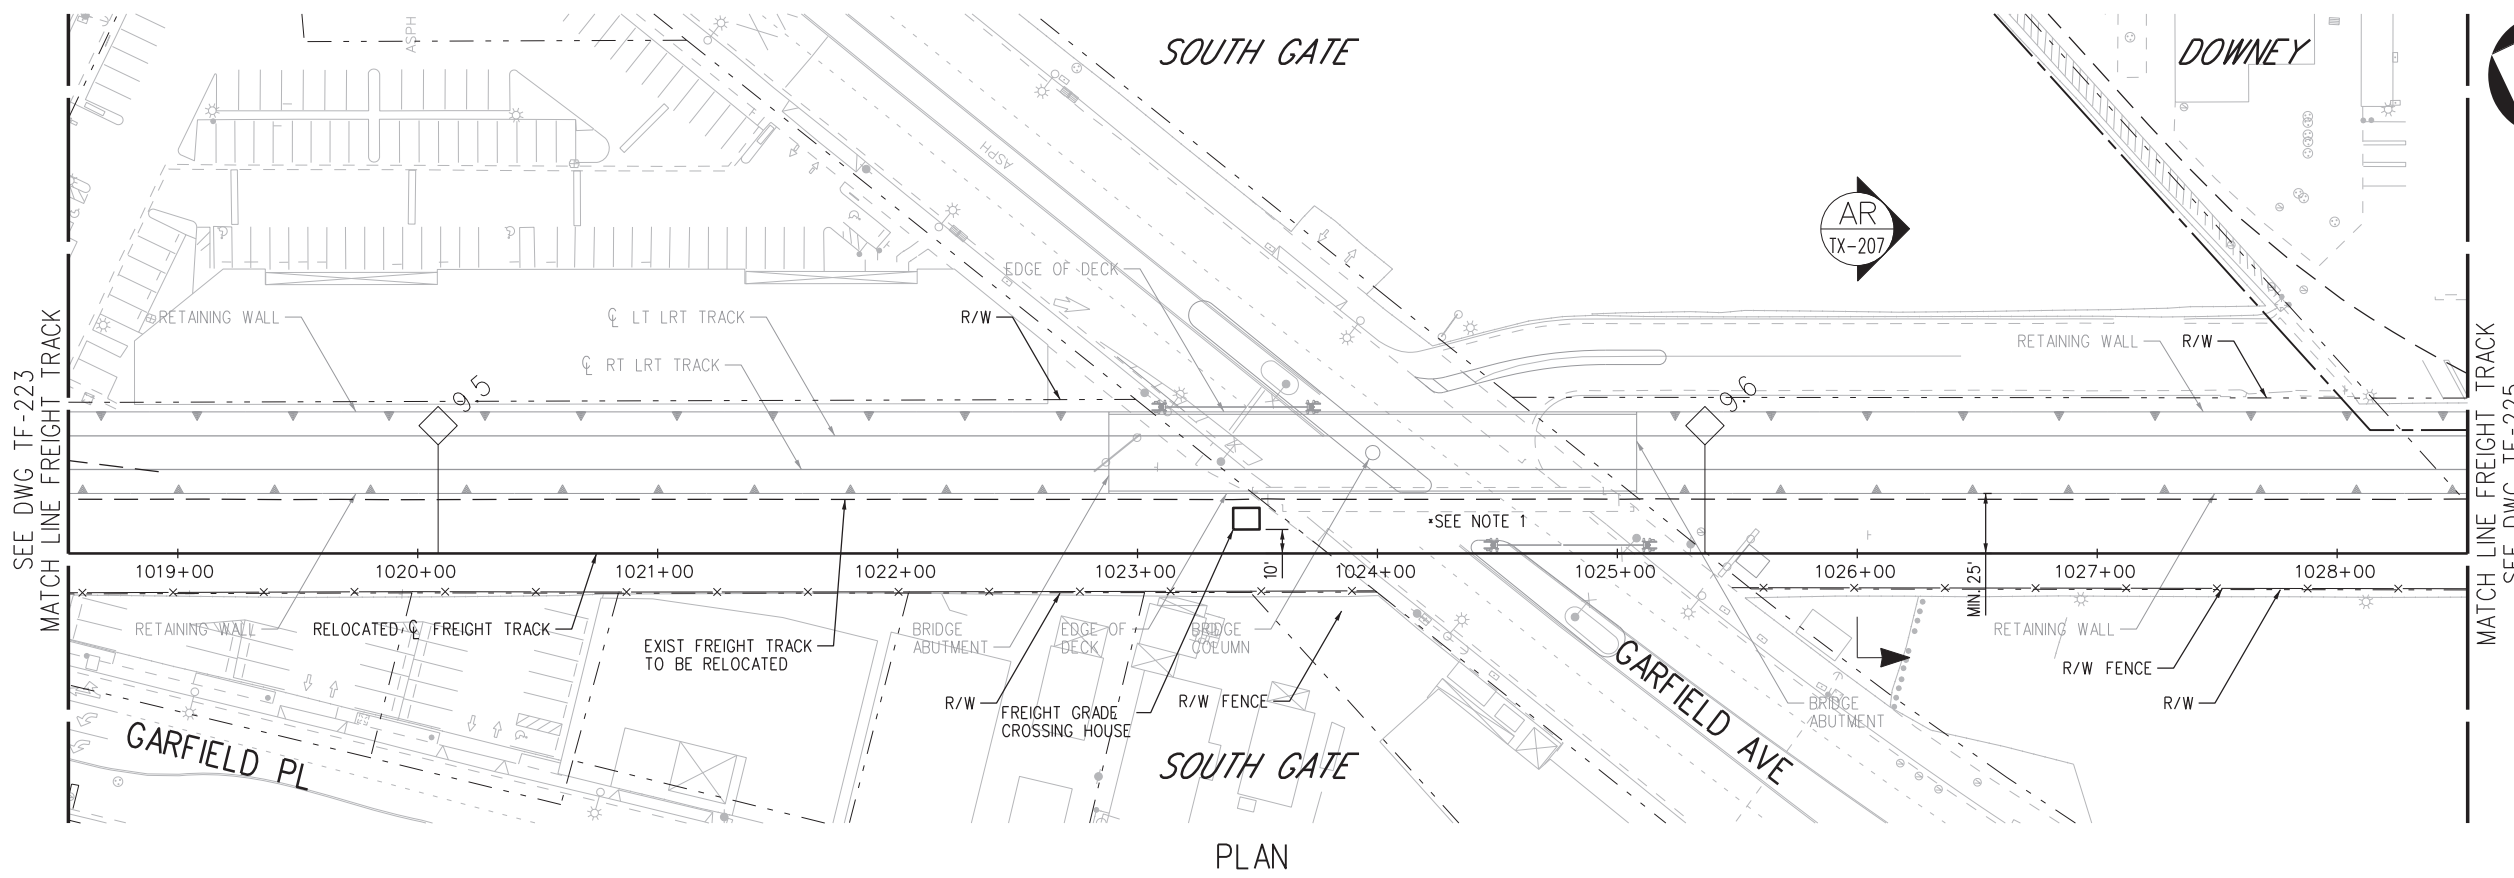 SOUTH GATE
DOWNEY
ASPH
ASPH
AR
TX-207
EDGE OF DECK
RETAINING WALL
℄ LT LRT TRACK
R/W
℄ RT LRT TRACK
RETAINING WALL
R/W
9.5
9.6
SEE DWG TF-223
MATCH LINE FREIGHT TRACK
MATCH LINE FREIGHT TRACK
SEE DWG TF-225
*SEE NOTE 1
1019+00
1020+00
1021+00
1022+00
1023+00
10'
1024+00
1025+00
1026+00
MIN. 25'
1027+00
1028+00
RETAINING WALL
RELOCATED ℄ FREIGHT TRACK
EXIST FREIGHT TRACK
TO BE RELOCATED
BRIDGE
ABUTMENT
EDGE OF
DECK
BRIDGE
COLUMN
RETAINING WALL
R/W FENCE
R/W
R/W
FREIGHT GRADE
CROSSING HOUSE
R/W FENCE
BRIDGE
ABUTMENT
GARFIELD PL
GARFIELD AVE
SOUTH GATE
PLAN